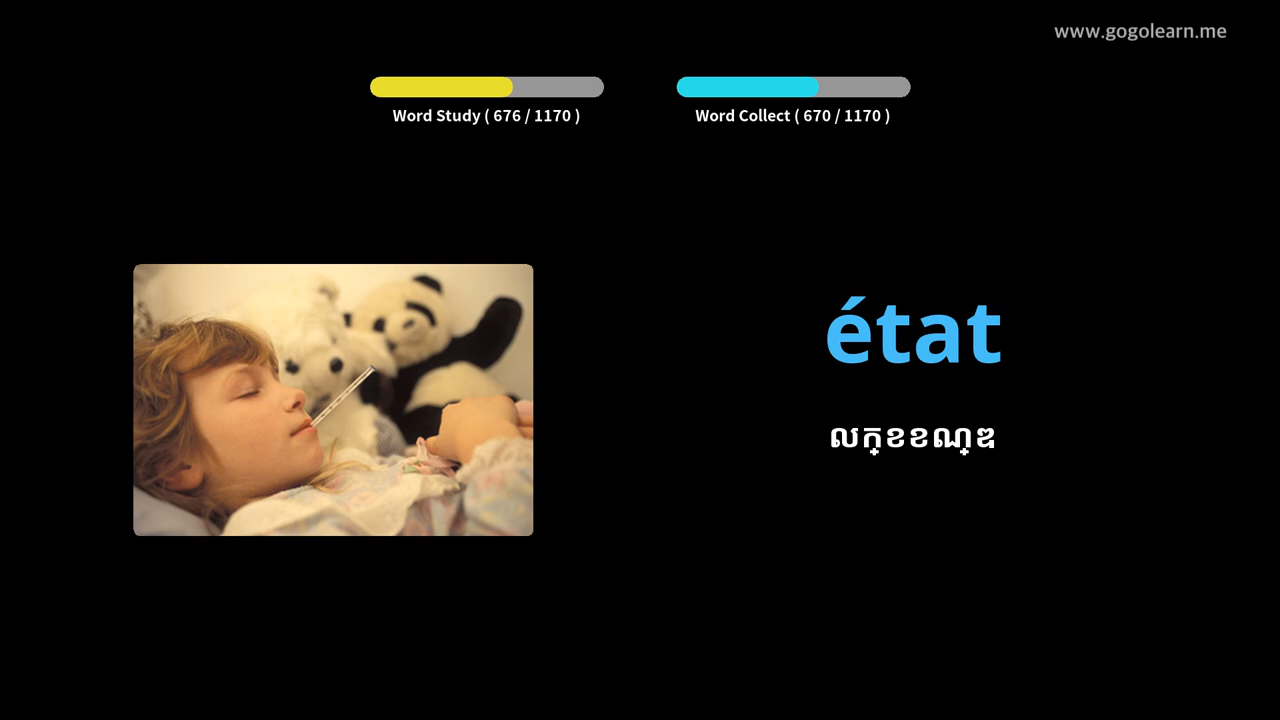 www.gogolearn.me
Word Study ( 676 / 1170 )
Word Collect ( 670 / 1170 )
état
លក្ខខណ្ឌ